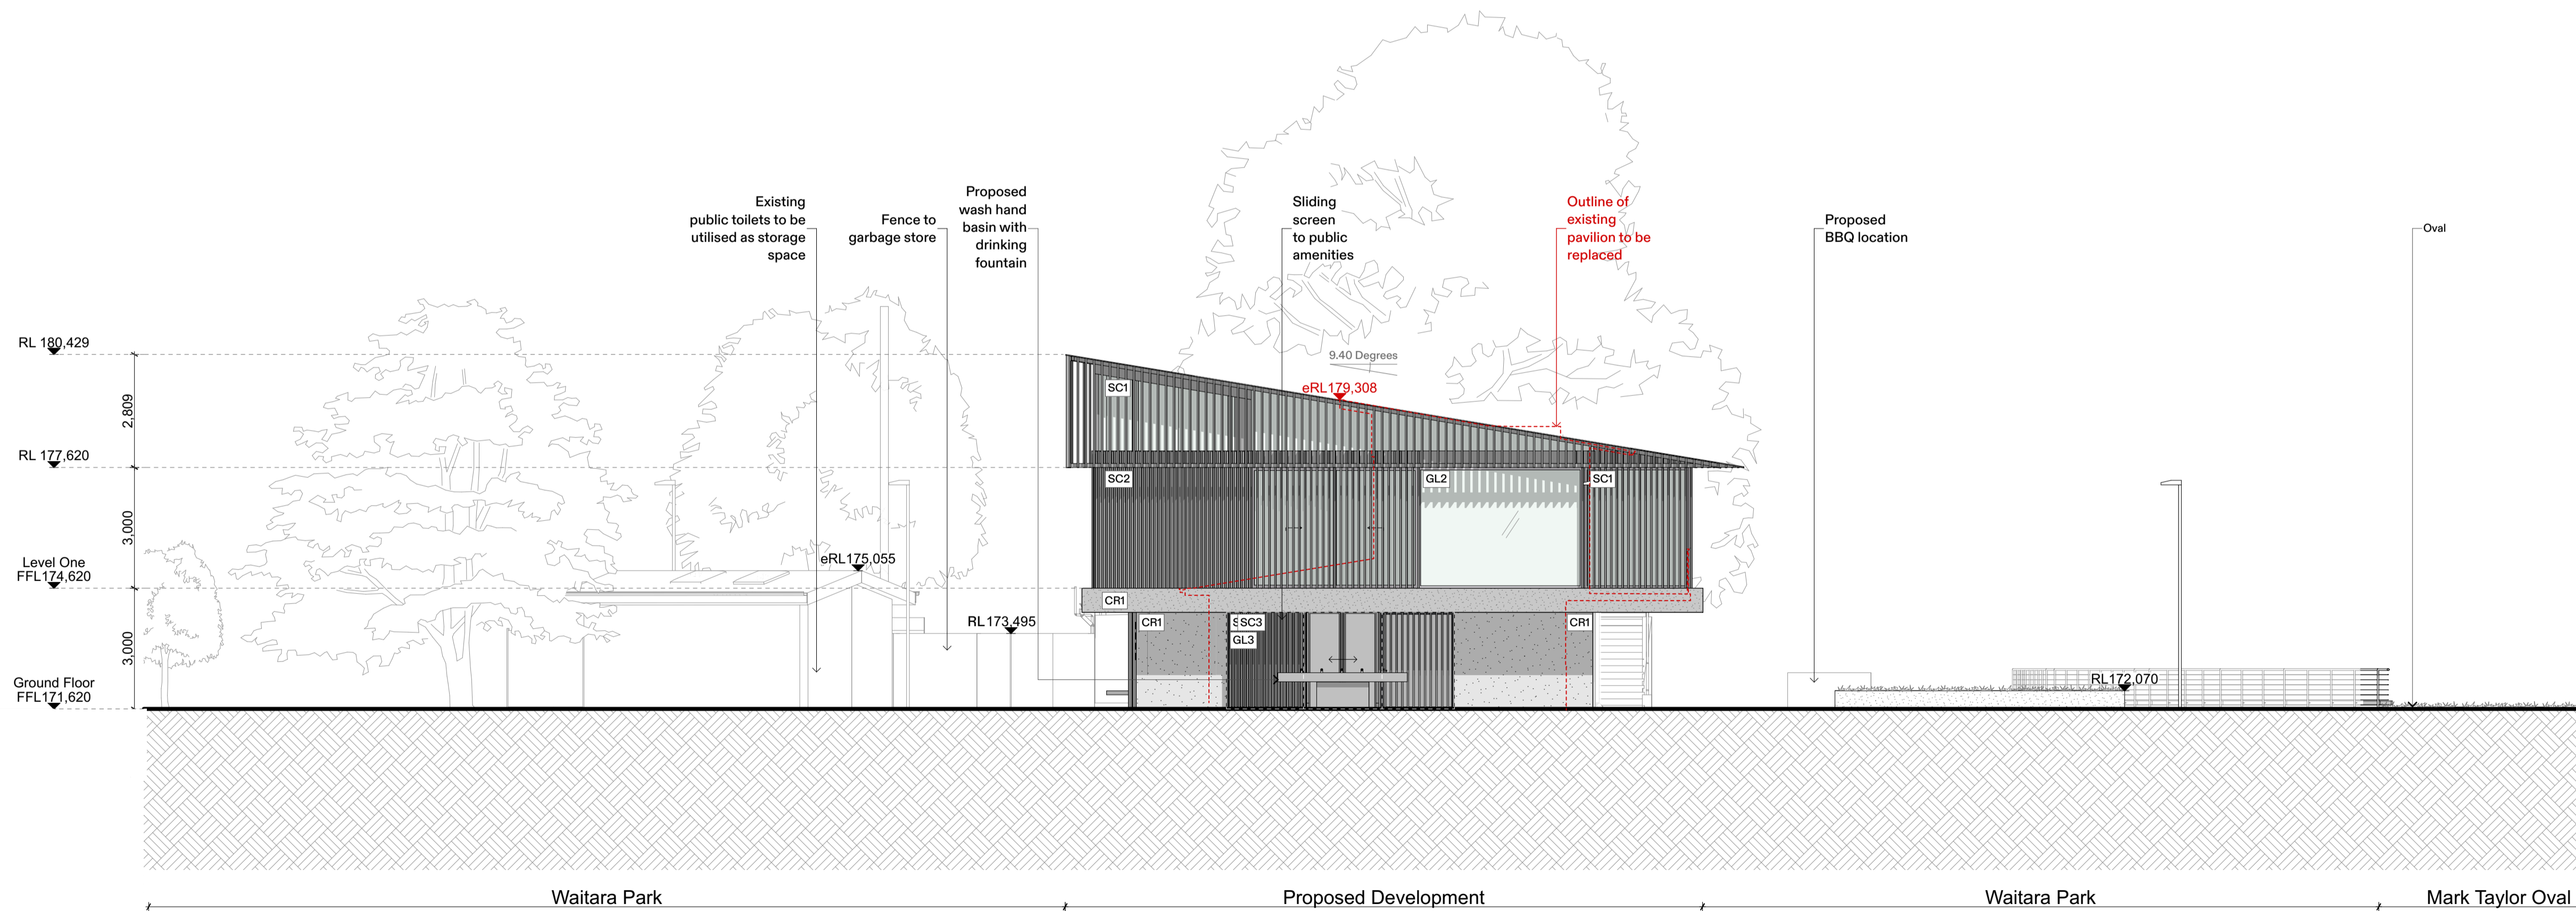 Existing
public toilets to be
utilised as storage
space
Fence to
garbage store
Proposed
wash hand
basin with
drinking
fountain
Sliding
screen
to public
amenities
Outline of
existing
pavilion to be
replaced
Proposed
BBQ location
Oval
RL 180,429
2,809
RL 177,620
3,000
Level One
FFL174,620
3,000
Ground Floor
FFL171,620
9.40 Degrees
eRL179,308
SC1
SC2
GL2
SC1
eRL175,055
CR1
RL173,495
CR1
SC3
GL3
CR1
RL172,070
Waitara Park
Proposed Development
Waitara Park
Mark Taylor Oval